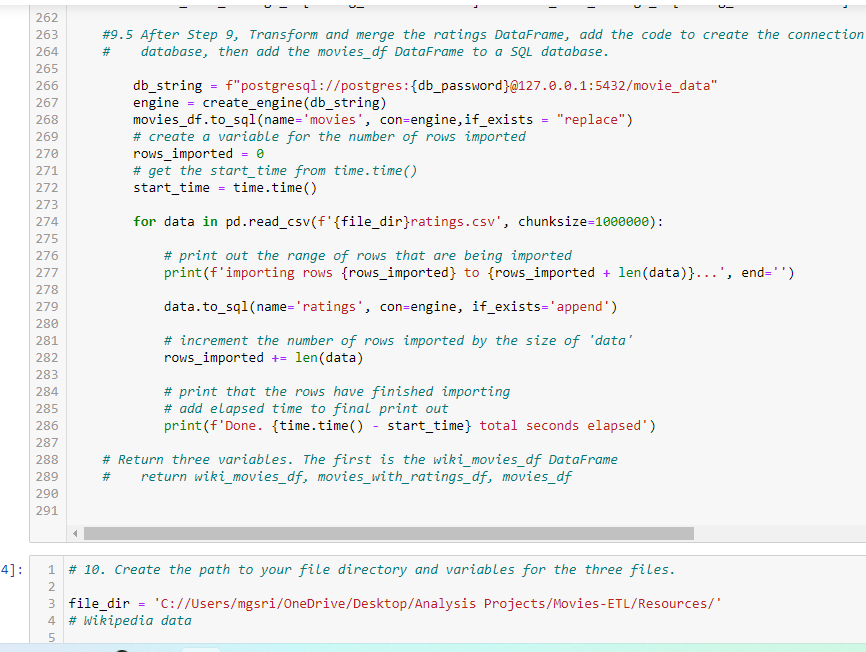 262
263 #9.5 After Step 9, Transform and merge the ratings DataFrame, add the code to create the connection
264 # database, then add the movies_df DataFrame to a SQL database.
265
266 db_string = f"postgresql://postgres:{db_password}@127.0.0.1:5432/movie_data"
267 engine = create_engine(db_string)
268 movies_df.to_sql(name='movies', con=engine,if_exists = "replace")
269 # create a variable for the number of rows imported
270 rows_imported = 0
271 # get the start_time from time.time()
272 start_time = time.time()
273
274 for data in pd.read_csv(f'{file_dir}ratings.csv', chunksize=1000000):
275
276 # print out the range of rows that are being imported
277 print(f'importing rows {rows_imported} to {rows_imported + len(data)}...', end='')
278
279 data.to_sql(name='ratings', con=engine, if_exists='append')
280
281 # increment the number of rows imported by the size of 'data'
282 rows_imported += len(data)
283
284 # print that the rows have finished importing
285 # add elapsed time to final print out
286 print(f'Done. {time.time() - start_time} total seconds elapsed')
287
288 # Return three variables. The first is the wiki_movies_df DataFrame
289 # return wiki_movies_df, movies_with_ratings_df, movies_df
290
291
4]: 1 # 10. Create the path to your file directory and variables for the three files.
2
3 file_dir = 'C://Users/mgsri/OneDrive/Desktop/Analysis Projects/Movies-ETL/Resources/'
4 # Wikipedia data
5